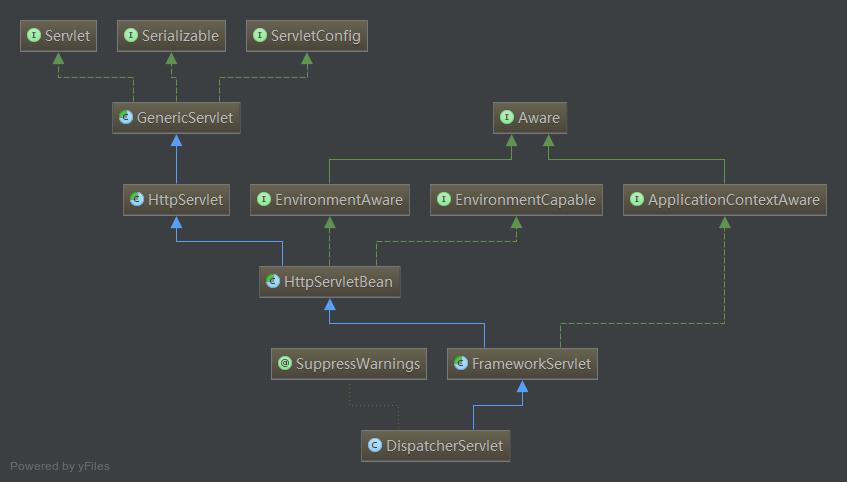 Servlet
Serializable
ServletConfig
GenericServlet
Aware
HttpServlet
EnvironmentAware
EnvironmentCapable
ApplicationContextAware
HttpServletBean
SuppressWarnings
FrameworkServlet
DispatcherServlet
Powered by yFiles